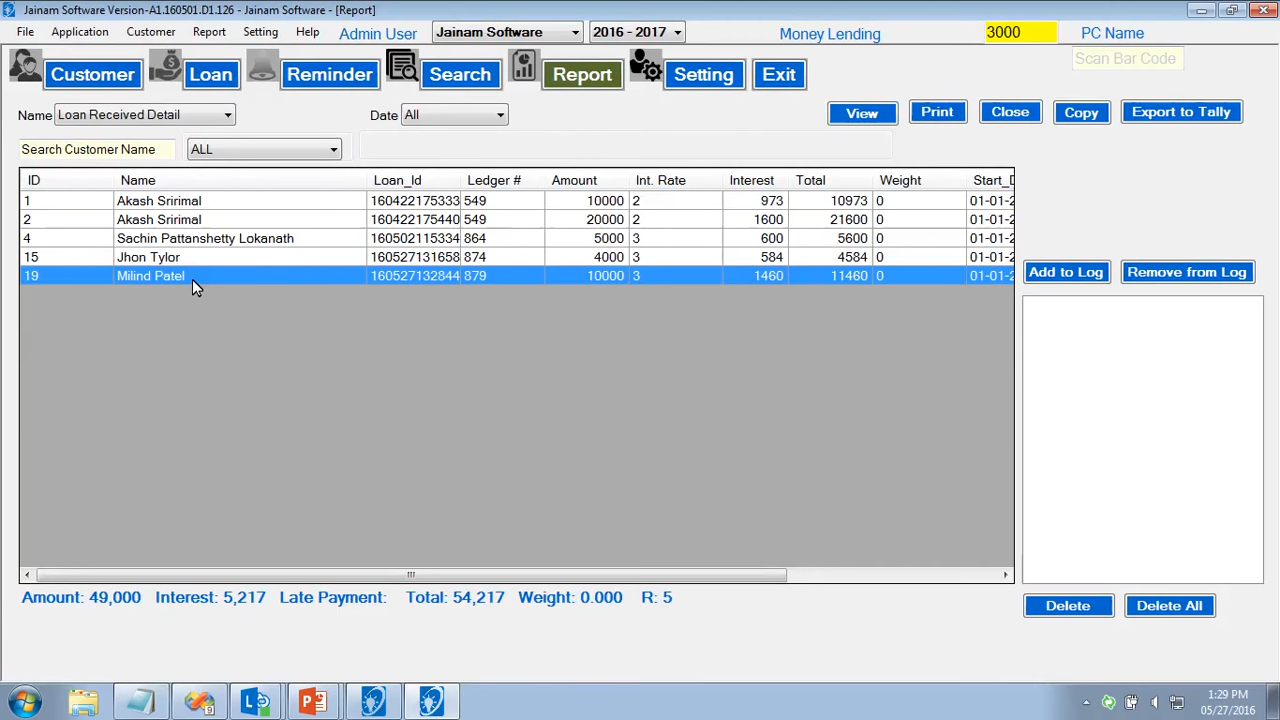 Jainam Software Version-A1.160501.D1.126 - Jainam Software - [Report]
File Application Customer Report Setting Help Admin User Jainam Software 2016 - 2017 Money Lending 3000 PC Name
Scan Bar Code
Customer Loan Reminder Search Report Setting Exit
Name Loan Received Detail Date All View Print Close Copy Export to Tally
Search Customer Name ALL
ID Name Loan_Id Ledger # Amount Int. Rate Interest Total Weight Start_D
1 Akash Sririmal 160422175333 549 10000 2 973 10973 0 01-01-2
2 Akash Sririmal 160422175440 549 20000 2 1600 21600 0 01-01-2
4 Sachin Pattanshetty Lokanath 160502115334 864 5000 3 600 5600 0 01-01-2
15 Jhon Tylor 160527131658 874 4000 3 584 4584 0 01-01-2
19 Milind Patel 160527132844 879 10000 3 1460 11460 0 01-01-2
Add to Log Remove from Log
Amount: 49,000 Interest: 5,217 Late Payment: Total: 54,217 Weight: 0.000 R: 5
Delete Delete All
1:29 PM
05/27/2016